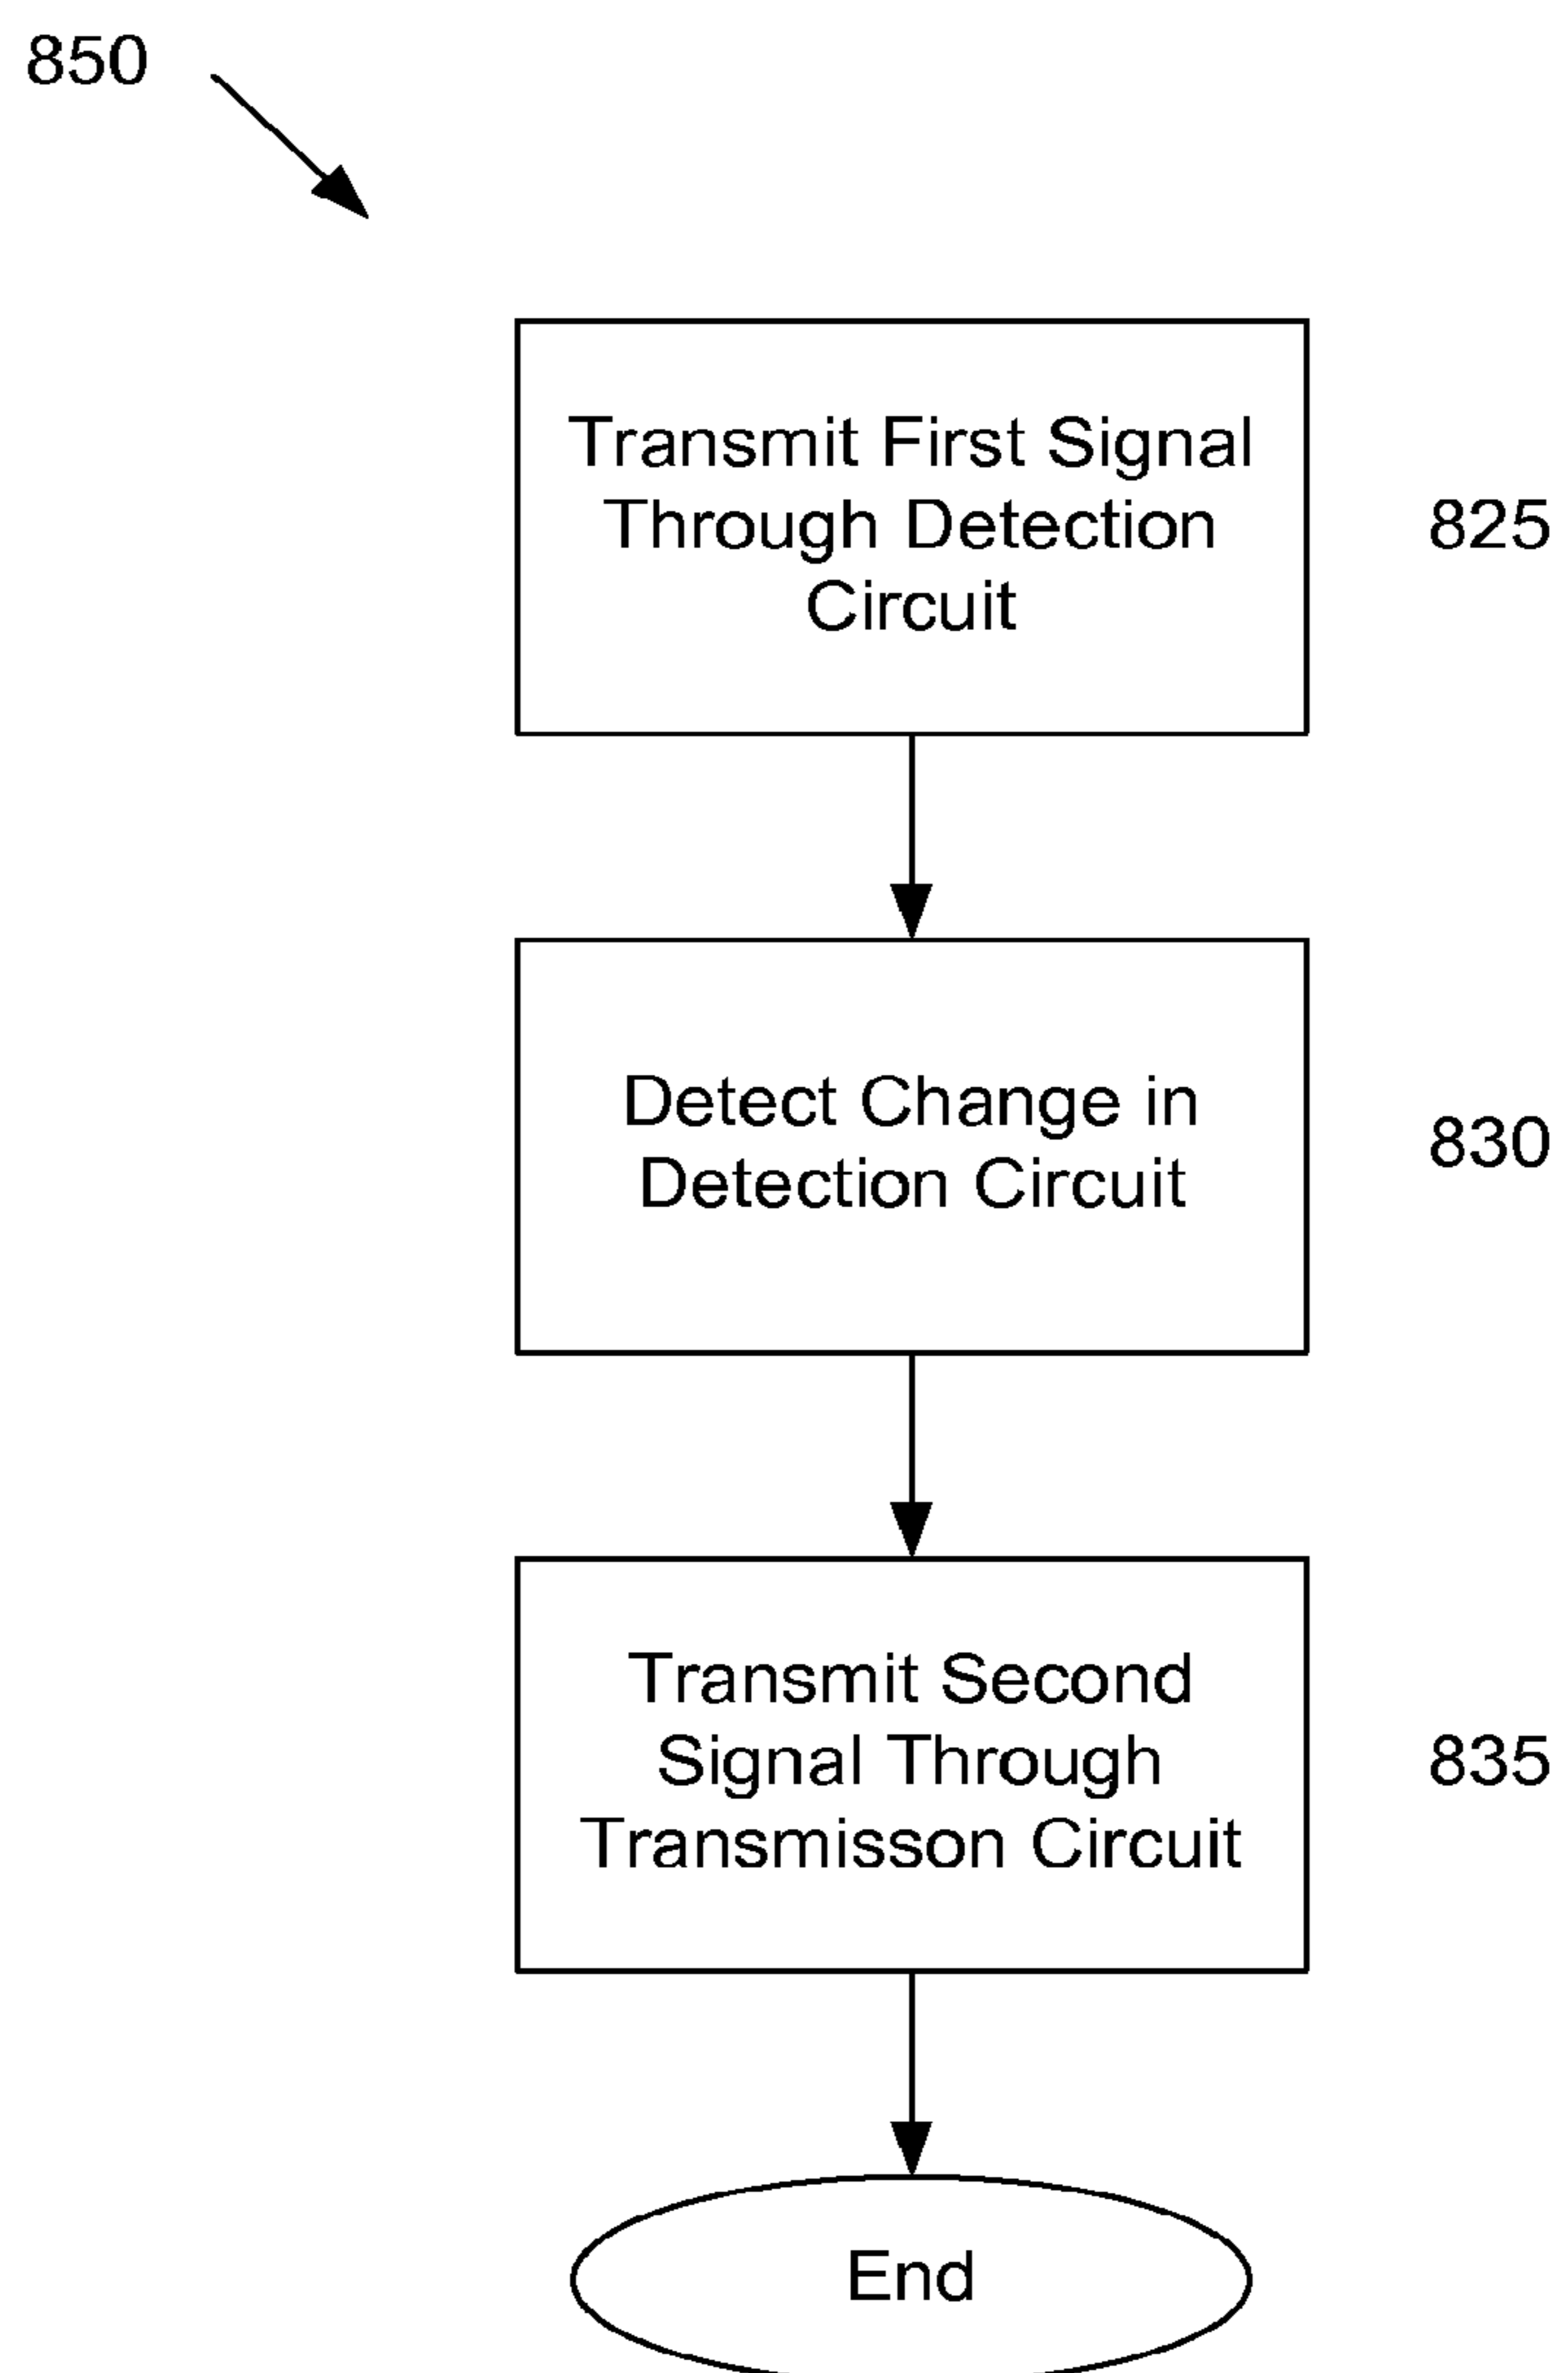 850
Transmit First Signal
Through Detection
Circuit
825
Detect Change in
Detection Circuit
830
Transmit Second
Signal Through
Transmisson Circuit
835
End